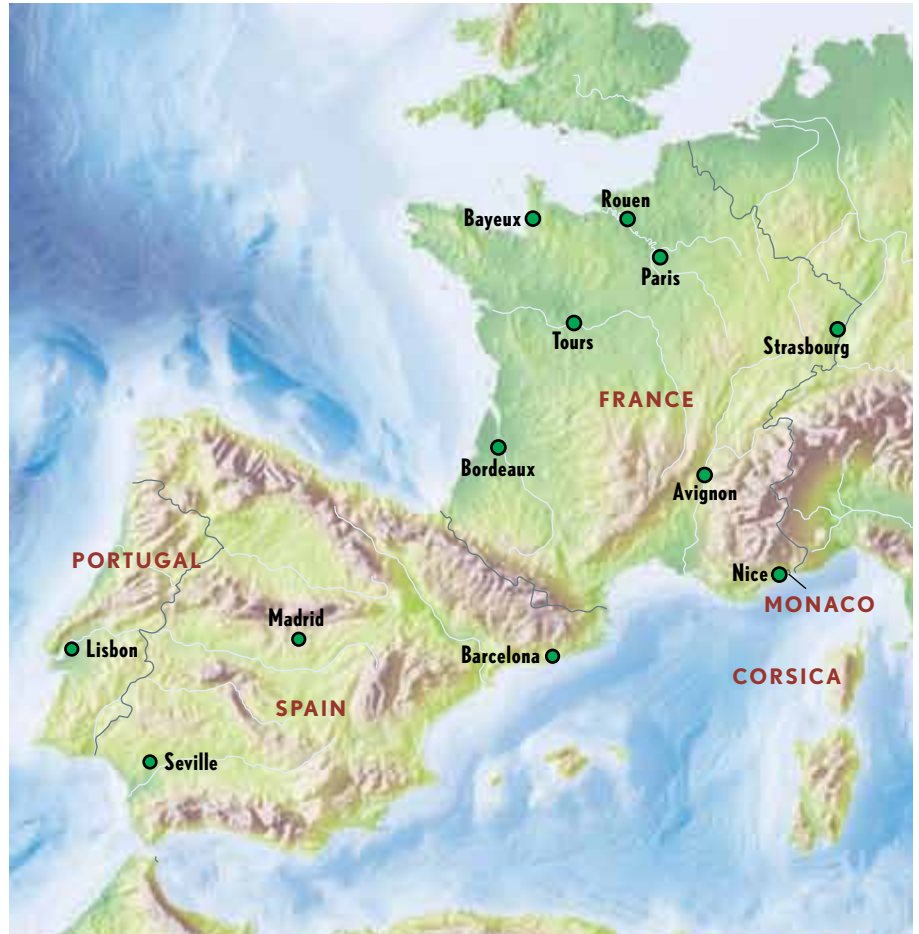 Rouen
Bayeux
Paris
Tours
Strasbourg
FRANCE
Bordeaux
Avignon
PORTUGAL
Nice
MONACO
Madrid
Lisbon
Barcelona
CORSICA
SPAIN
Seville